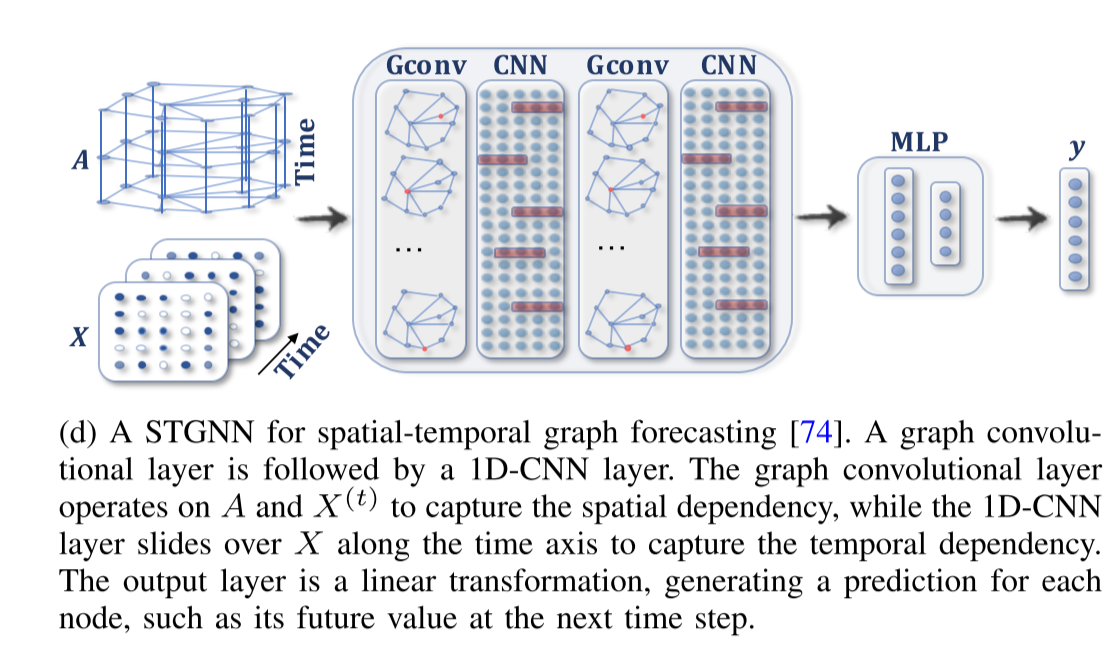 Gconv CNN Gconv CNN
A
Time
MLP
y
...
...
X
Time
(d) A STGNN for spatial-temporal graph forecasting [74]. A graph convolu-
tional layer is followed by a 1D-CNN layer. The graph convolutional layer
operates on A and X(t) to capture the spatial dependency, while the 1D-CNN
layer slides over X along the time axis to capture the temporal dependency.
The output layer is a linear transformation, generating a prediction for each
node, such as its future value at the next time step.